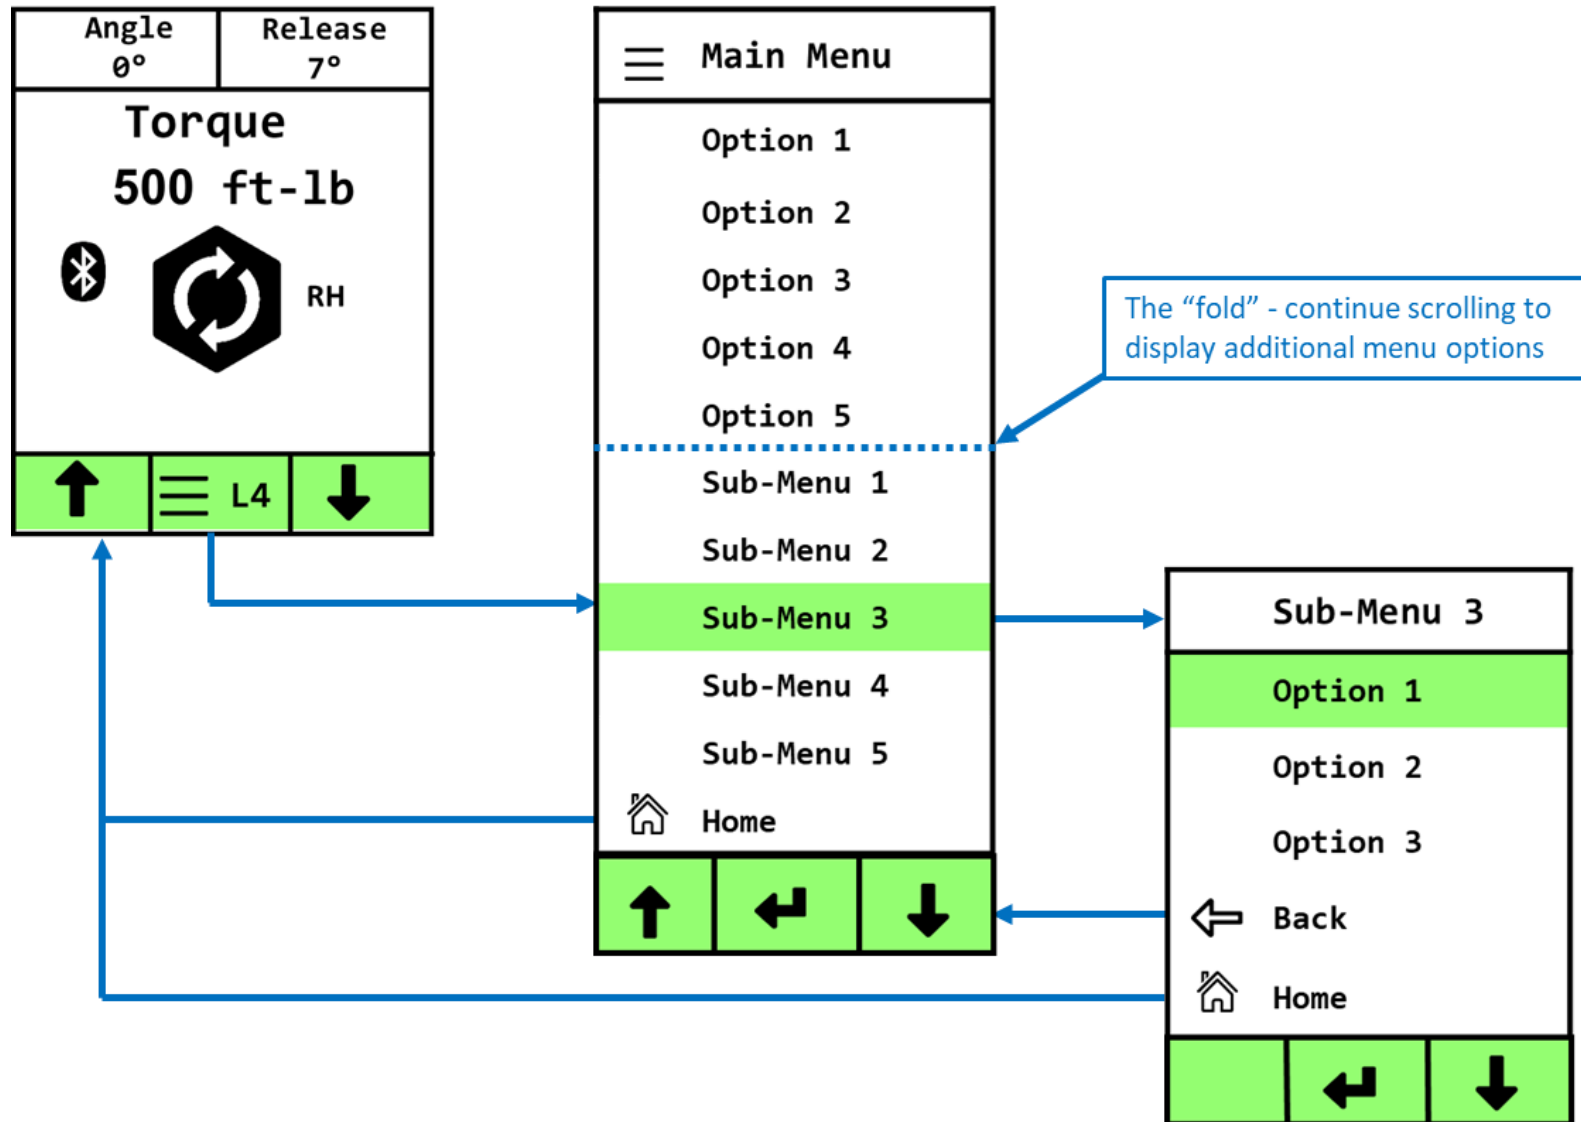 Angle
0°
Release
7°
Torque
500 ft-lb
RH
L4
Main Menu
Option 1
Option 2
Option 3
Option 4
Option 5
Sub-Menu 1
Sub-Menu 2
Sub-Menu 3
Sub-Menu 4
Sub-Menu 5
Home
The “fold” - continue scrolling to
display additional menu options
Sub-Menu 3
Option 1
Option 2
Option 3
Back
Home